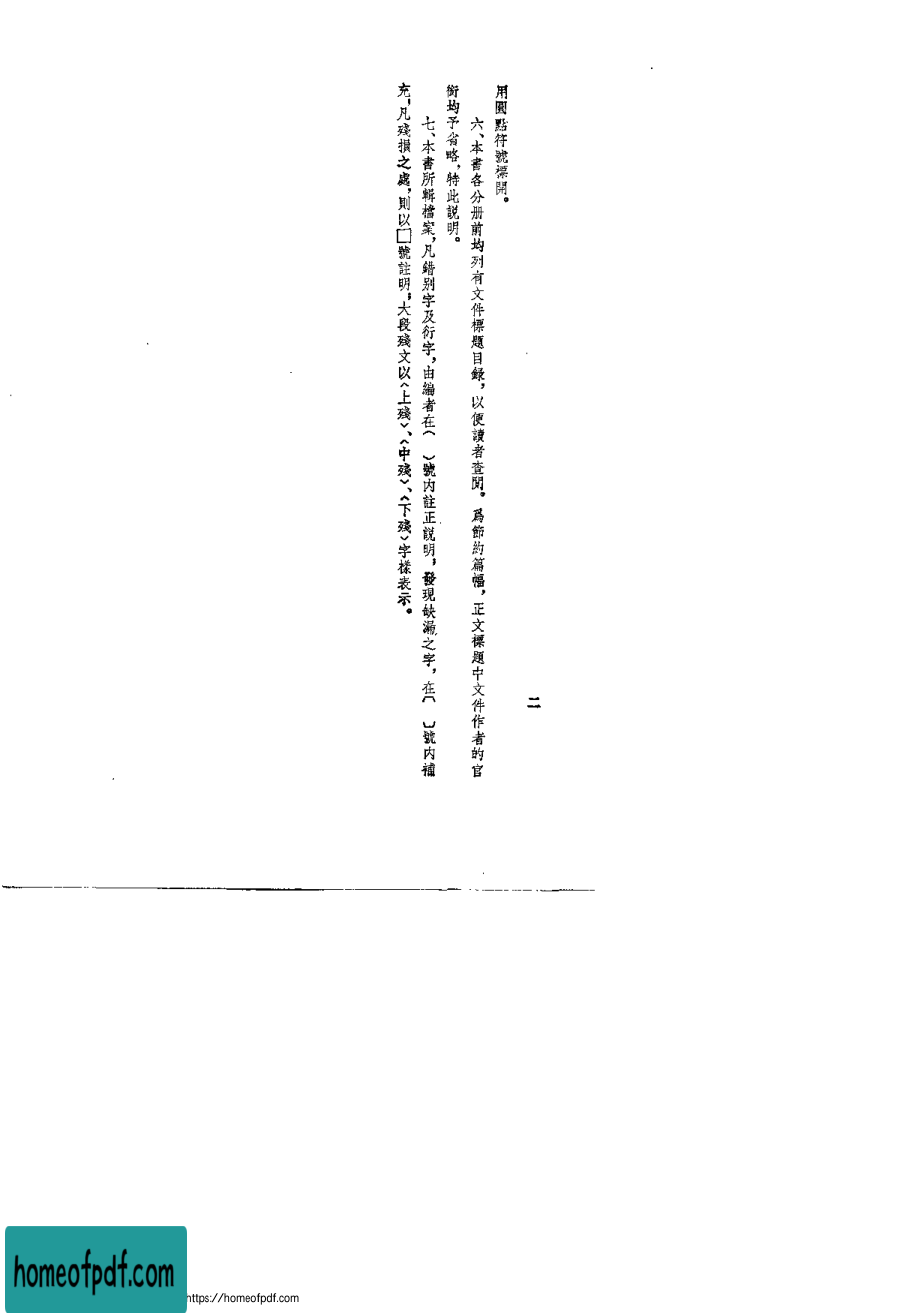 用圓點符號標開。
六、本書各分册前均列有文件標題目録，以便讀者查閲。爲節約篇幅，正文標題中文件作者的官
銜均予省略，特此説明。
七、本書所輯檔案，凡錯别字及衍字，由編者在（　）號内註正説明，發現缺漏之字，在〔　〕號内補
充，凡殘損之處，則以□號註明，大段殘文以〈上殘〉、〈中殘〉、〈下殘〉字樣表示。
二
homeofpdf.com
https://homeofpdf.com